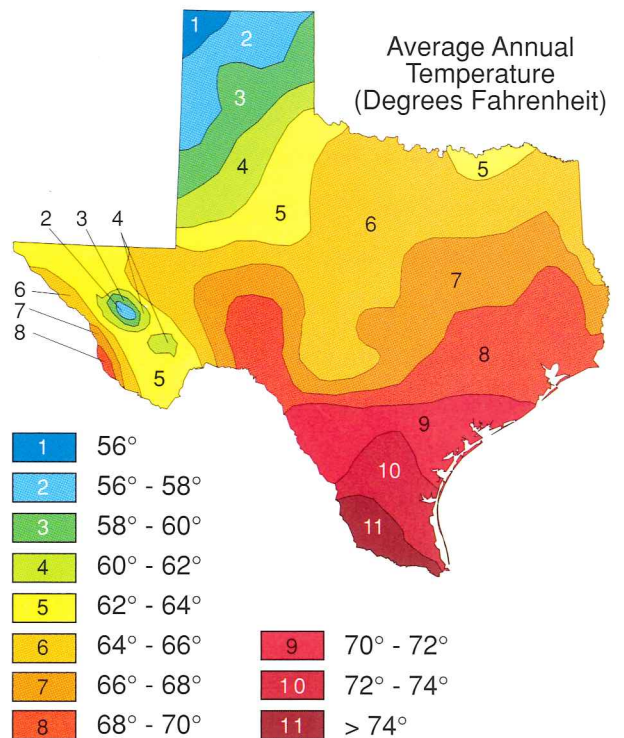 Average Annual
Temperature
(Degrees Fahrenheit)
1
2
3
4
5
5
6
7
8
9
10
11
2 3 4
6
7
8
5
1 56°
2 56° - 58°
3 58° - 60°
4 60° - 62°
5 62° - 64°
6 64° - 66°
7 66° - 68°
8 68° - 70°
9 70° - 72°
10 72° - 74°
11 > 74°